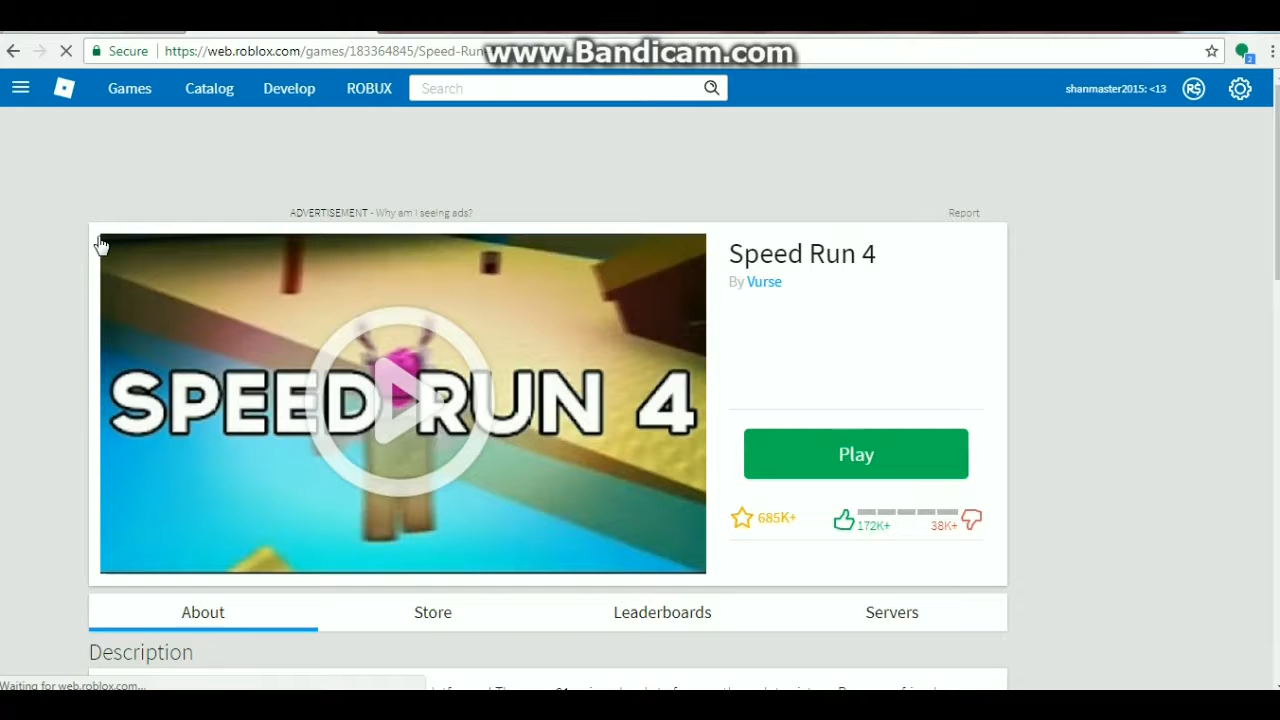 www.Bandicam.com
Secure https://web.roblox.com/games/183364845/Speed-Run
Games Catalog Develop ROBUX Search shanmaster2015: <13 R$
ADVERTISEMENT - Why am I seeing ads? Report
SPEED RUN 4
Speed Run 4
By Vurse
Play
685K+ 172K+ 38K+
About Store Leaderboards Servers
Description
Waiting for web.roblox.com...